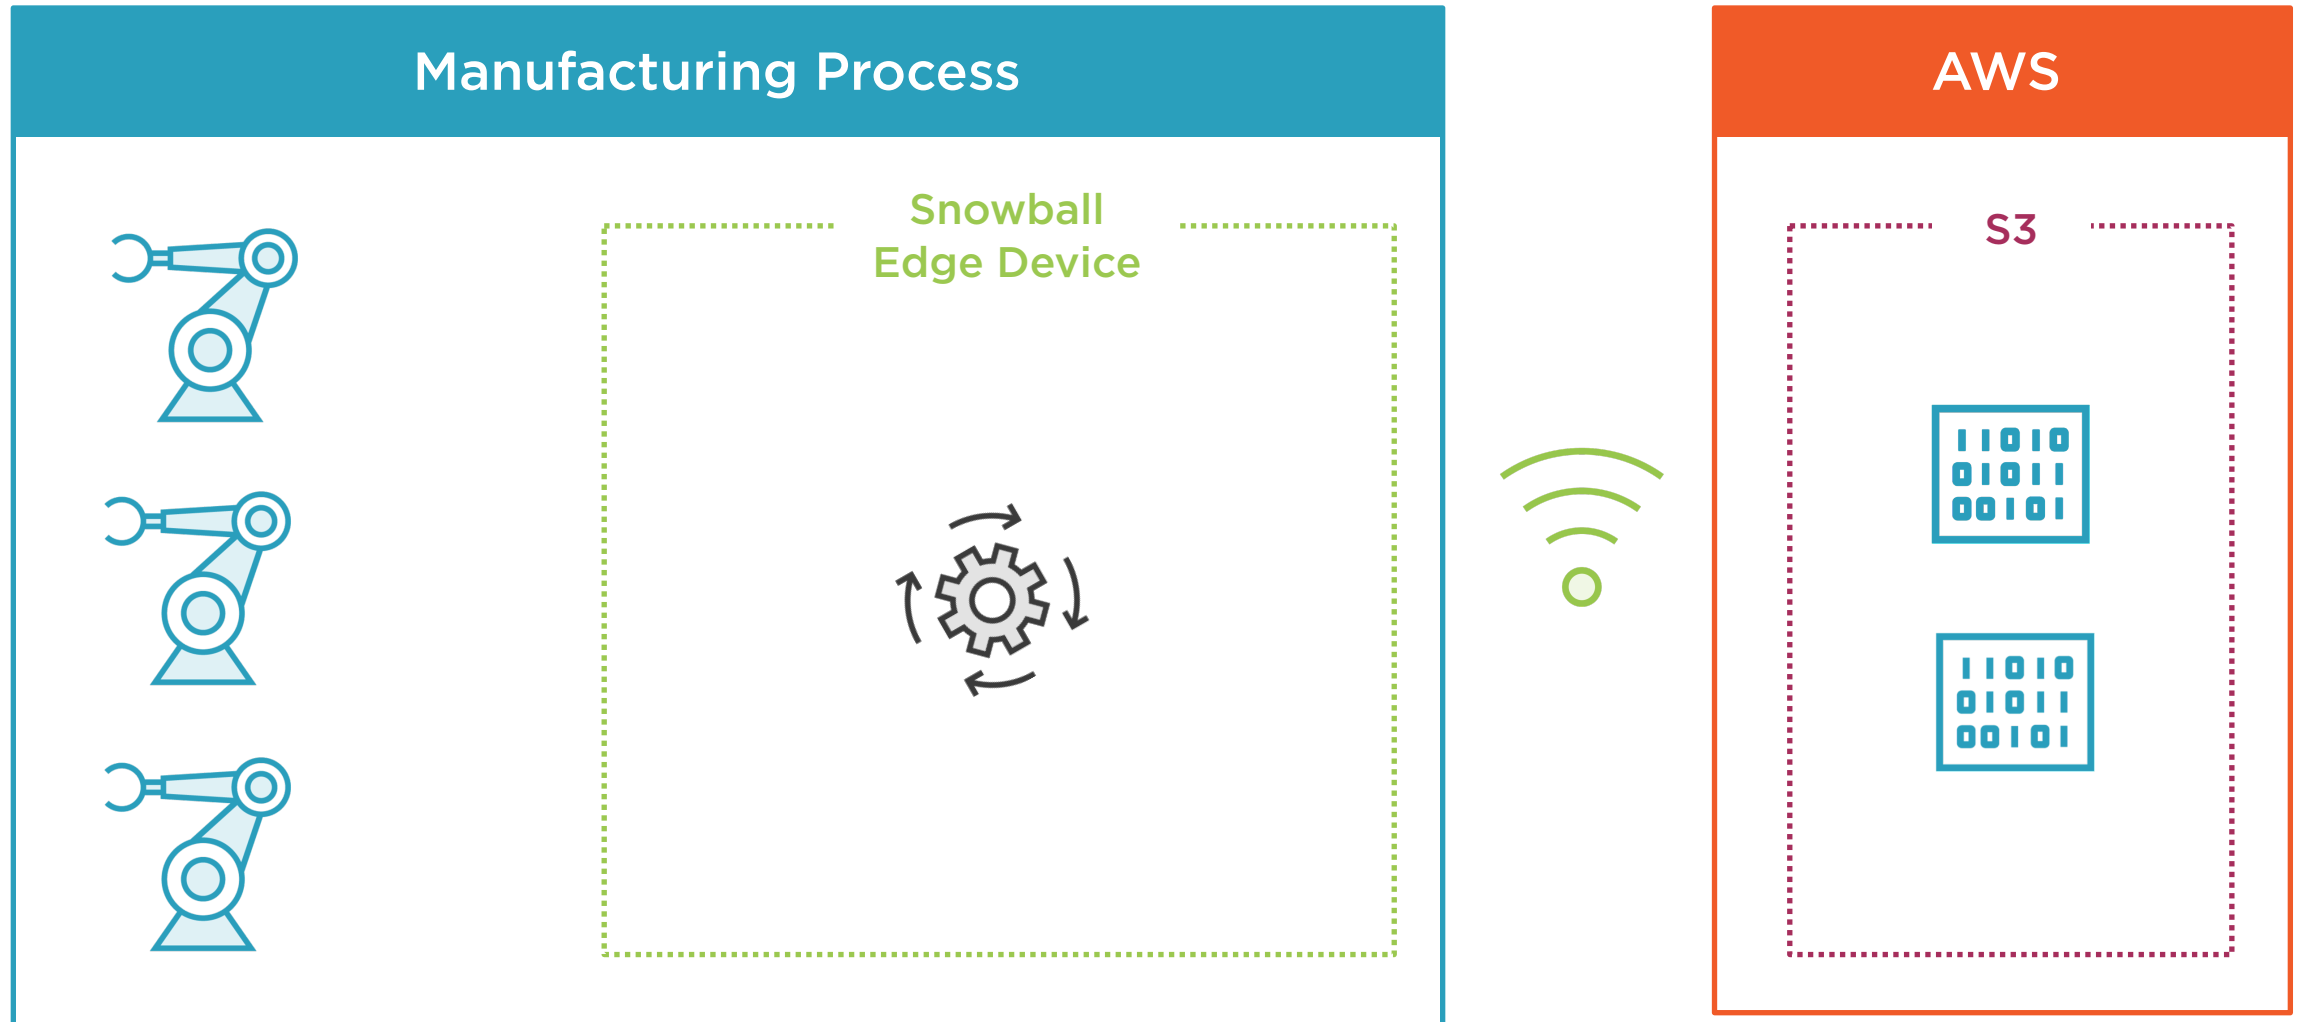 Manufacturing Process
AWS
Snowball
Edge Device
S3
11010
01011
00101
11010
01011
00101